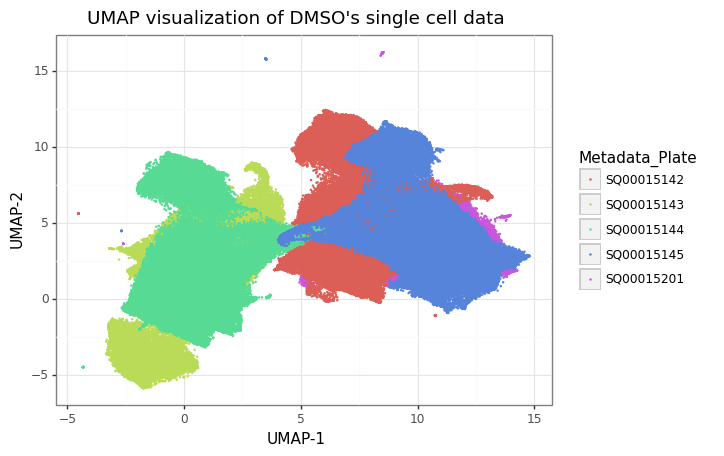 UMAP visualization of DMSO's single cell data
15
10
5
0
−5
−5
0
5
10
15
UMAP-2
UMAP-1
Metadata_Plate
SQ00015142
SQ00015143
SQ00015144
SQ00015145
SQ00015201